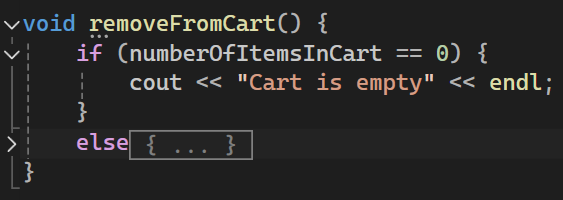 void removeFromCart() {
    if (numberOfItemsInCart == 0) {
        cout << "Cart is empty" << endl;
    }
    else { ... }
}